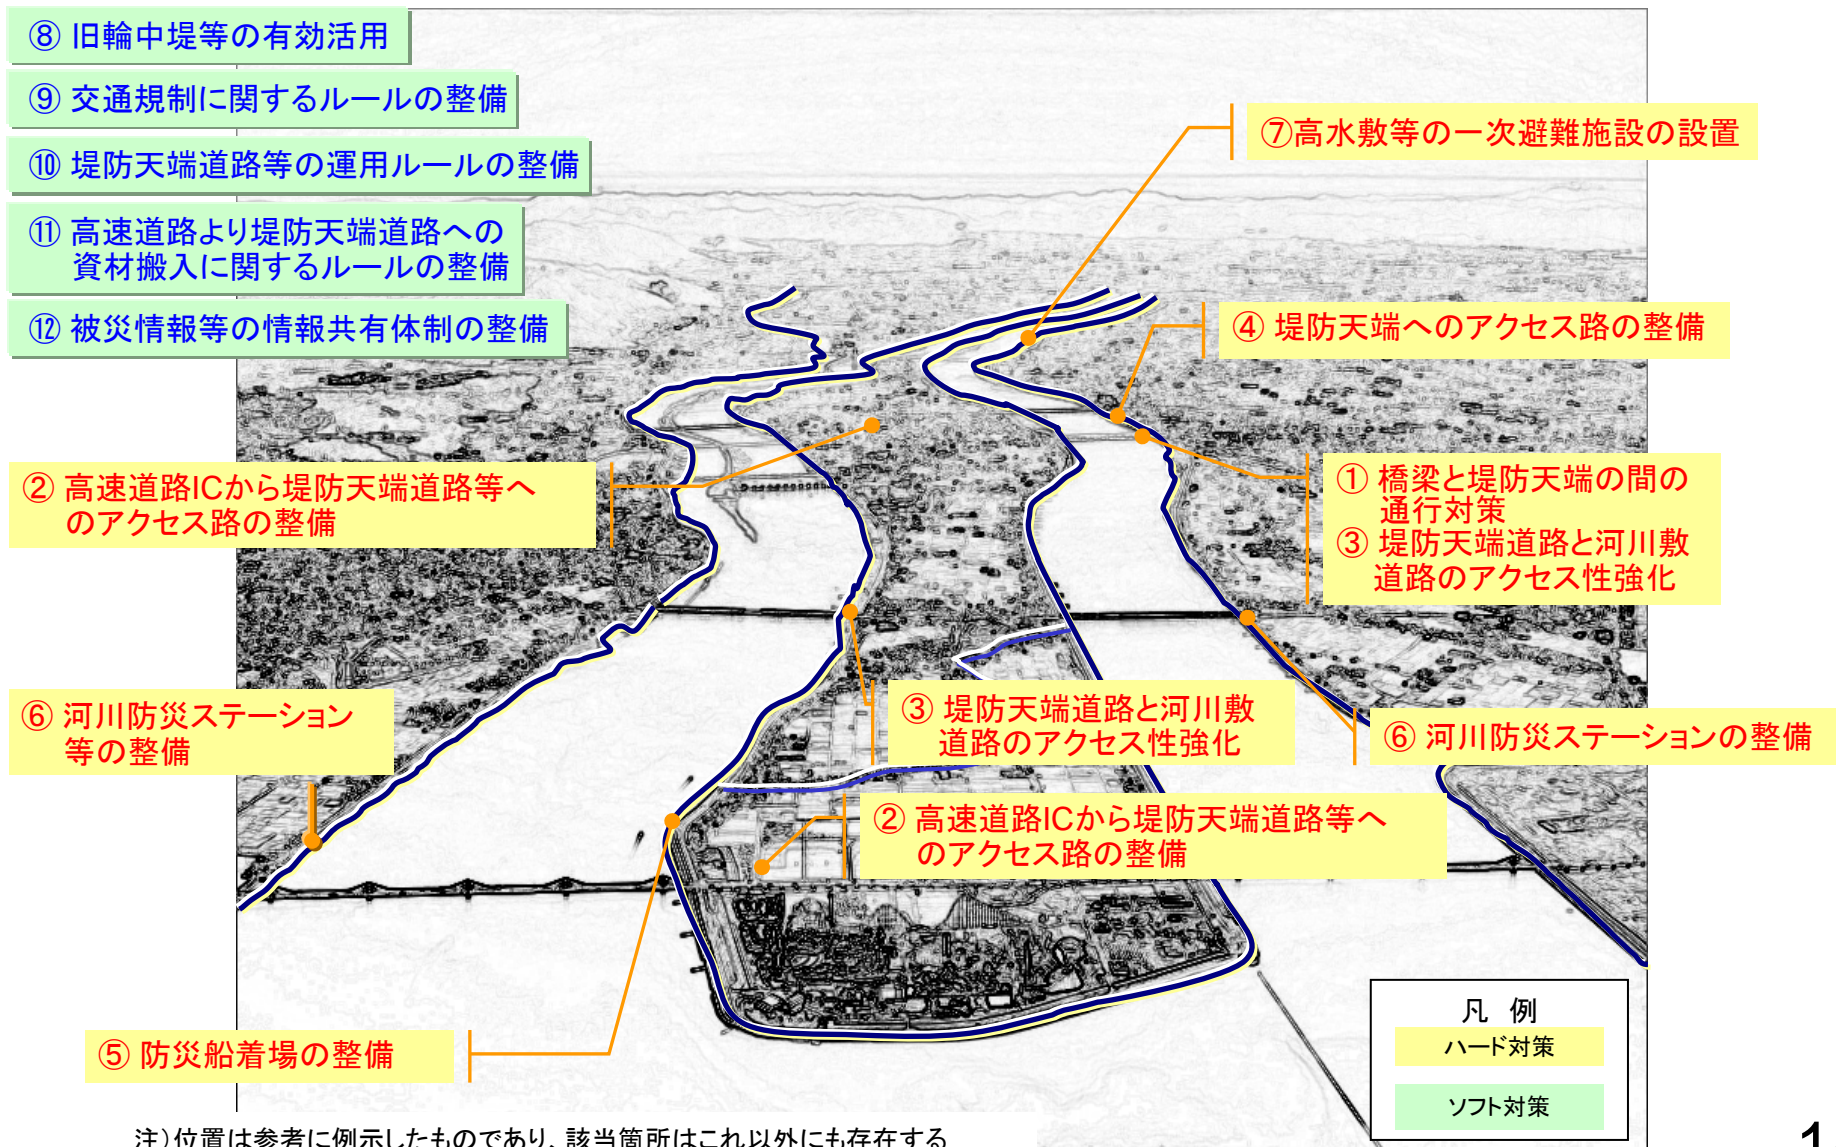 ⑧ 旧輪中堤等の有効活用
⑨ 交通規制に関するルールの整備
⑩ 堤防天端道路等の運用ルールの整備
⑪ 高速道路より堤防天端道路への
資材搬入に関するルールの整備
⑫ 被災情報等の情報共有体制の整備
⑦高水敷等の一次避難施設の設置
④ 堤防天端へのアクセス路の整備
② 高速道路ICから堤防天端道路等へ
のアクセス路の整備
① 橋梁と堤防天端の間の
通行対策
③ 堤防天端道路と河川敷
道路のアクセス性強化
⑥ 河川防災ステーション
等の整備
③ 堤防天端道路と河川敷
道路のアクセス性強化
⑥ 河川防災ステーションの整備
② 高速道路ICから堤防天端道路等へ
のアクセス路の整備
⑤ 防災船着場の整備
凡 例
ハード対策
ソフト対策
注)位置は参考に例示したものであり、該当箇所はこれ以外にも存在する
1